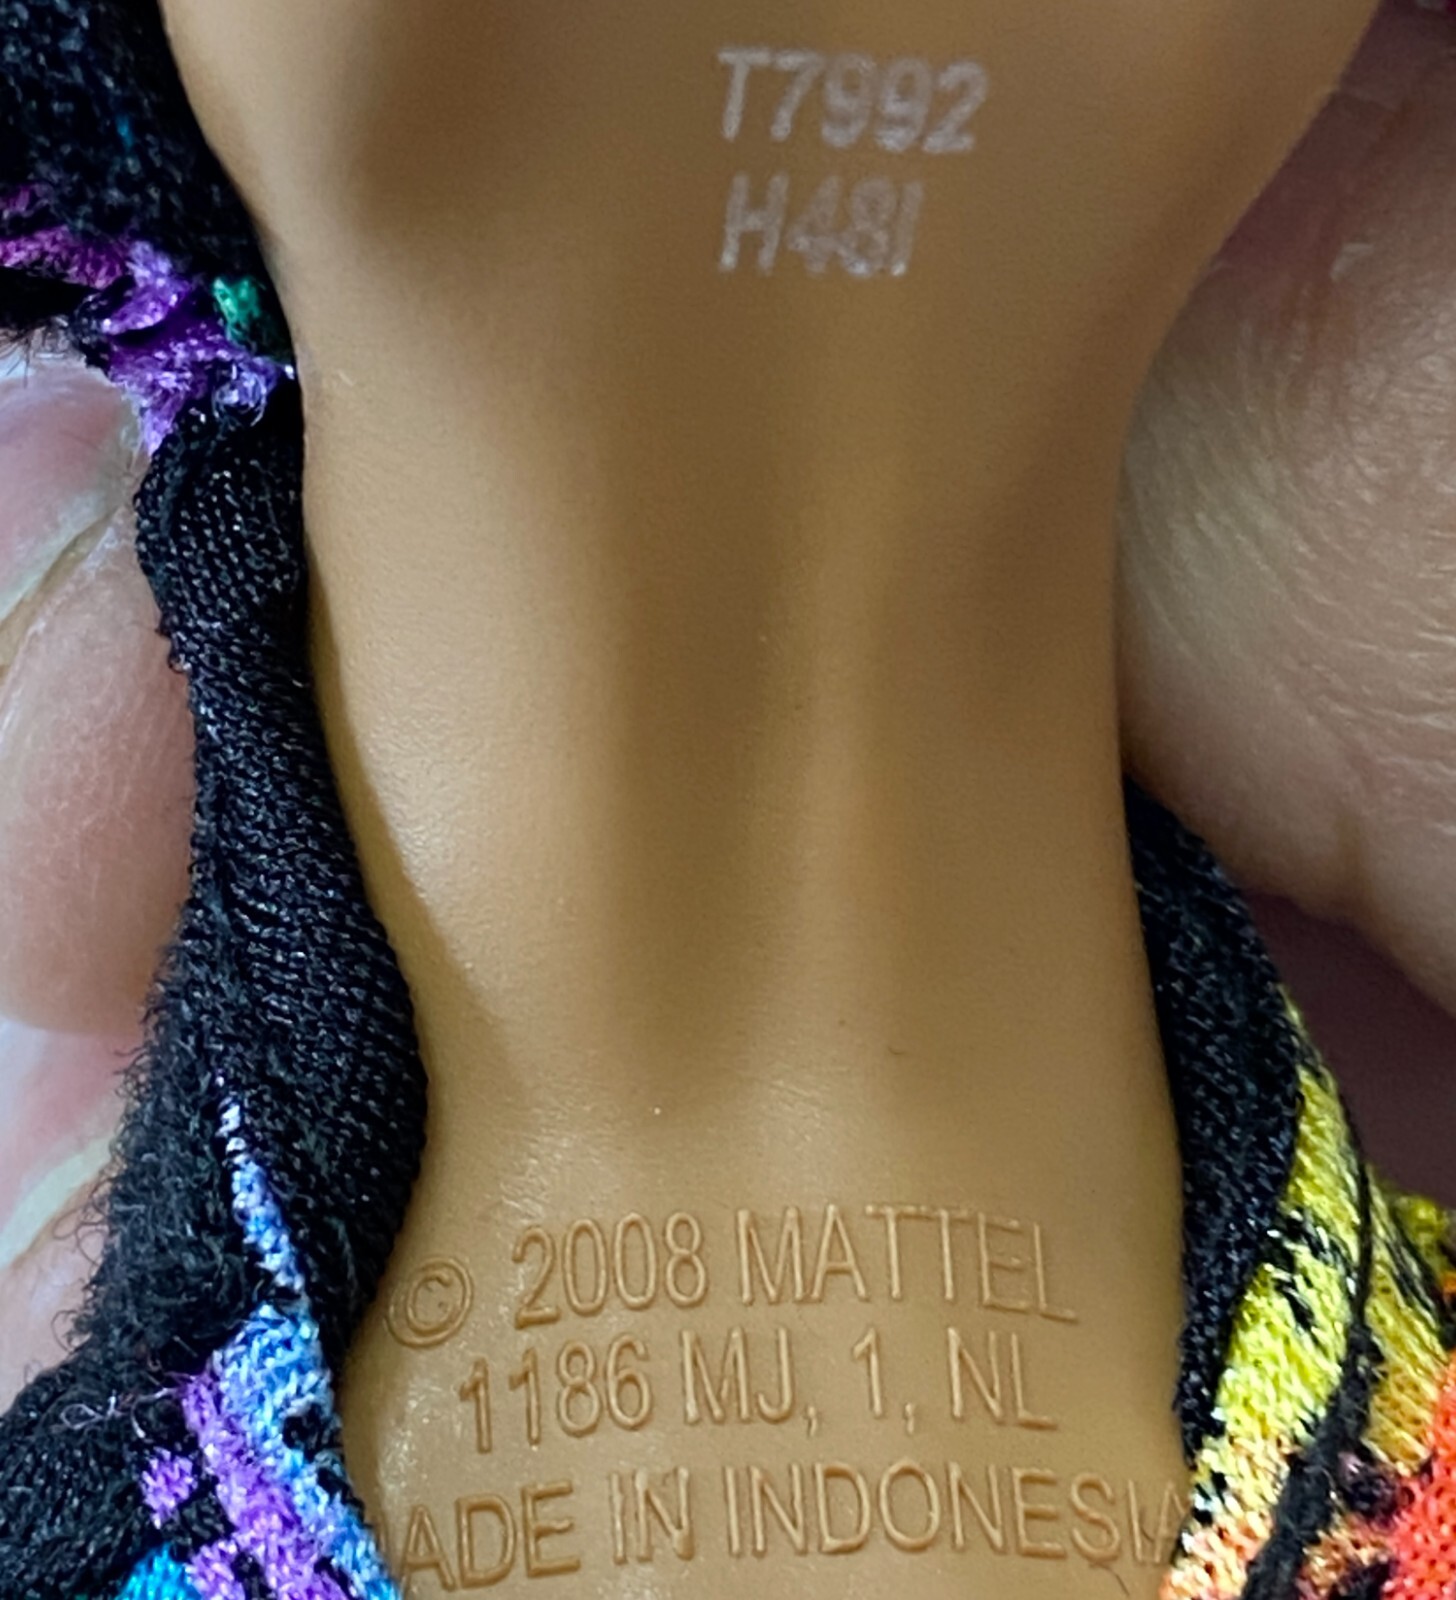 T7992
H48I
© 2008 MATTEL
1186 MJ, 1, NL
ADE IN INDONESIA